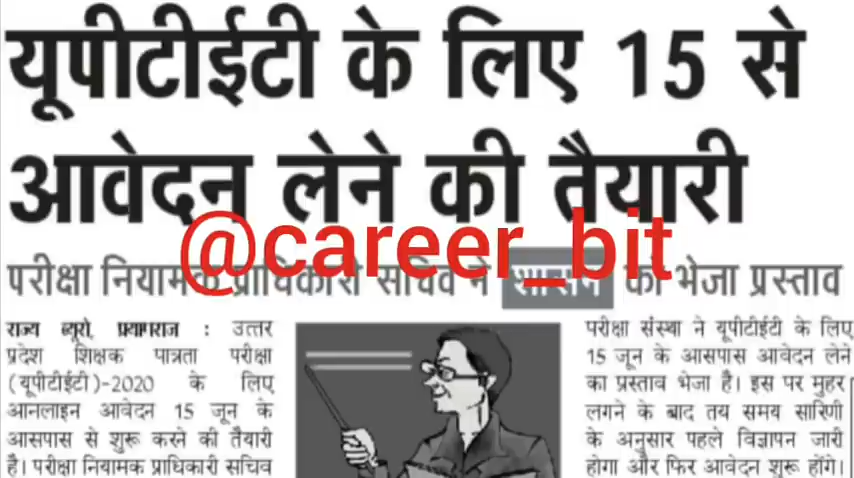 यूपीटीईटी के लिए 15 से
आवेदन लेने की तैयारी
@career_bit
परीक्षा नियामक प्राधिकारी सचिव ने शासन को भेजा प्रस्ताव
राज्य ब्यूरो, प्रयागराज : उत्तर
प्रदेश शिक्षक पात्रता परीक्षा
(यूपीटीईटी)-2020 के लिए
आनलाइन आवेदन 15 जून के
आसपास से शुरू करने की तैयारी
है। परीक्षा नियामक प्राधिकारी सचिव
परीक्षा संस्था ने यूपीटीईटी के लिए
15 जून के आसपास आवेदन लेने
का प्रस्ताव भेजा है। इस पर मुहर
लगने के बाद तय समय सारिणी
के अनुसार पहले विज्ञापन जारी
होगा और फिर आवेदन शुरू होंगे।